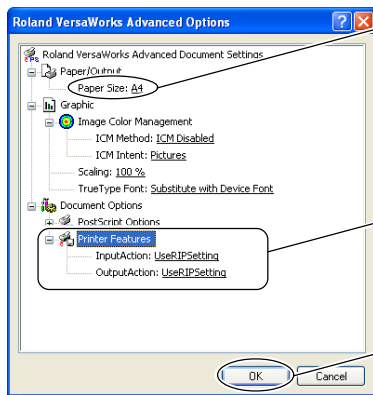 Roland VersaWorks Advanced Options
Roland VersaWorks Advanced Document Settings
Paper/Output
Paper Size: A4
Graphic
Image Color Management
ICM Method: ICM Disabled
ICM Intent: Pictures
Scaling: 100 %
TrueType Font: Substitute with Device Font
Document Options
PostScript Options
Printer Features
InputAction: UseRIPSetting
OutputAction: UseRIPSetting
OK Cancel